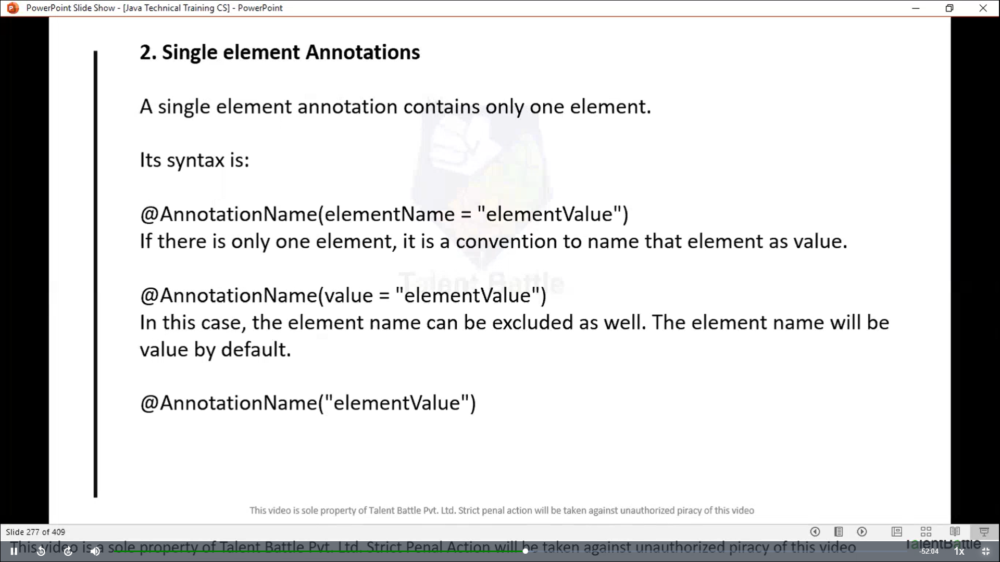 PowerPoint Slide Show - [Java Technical Training CS] - PowerPoint
2. Single element Annotations
A single element annotation contains only one element.
Its syntax is:
@AnnotationName(elementName = "elementValue")
If there is only one element, it is a convention to name that element as value.
Talent Battle
@AnnotationName(value = "elementValue")
In this case, the element name can be excluded as well. The element name will be
value by default.
@AnnotationName("elementValue")
This video is sole property of Talent Battle Pvt. Ltd. Strict penal action will be taken against unauthorized piracy of this video
Slide 277 of 409
This video is a sole property of Talent Battle Pvt. Ltd. Strict Penal Action will be taken against unauthorized piracy of this video
TalentBattle
-52:04
1x